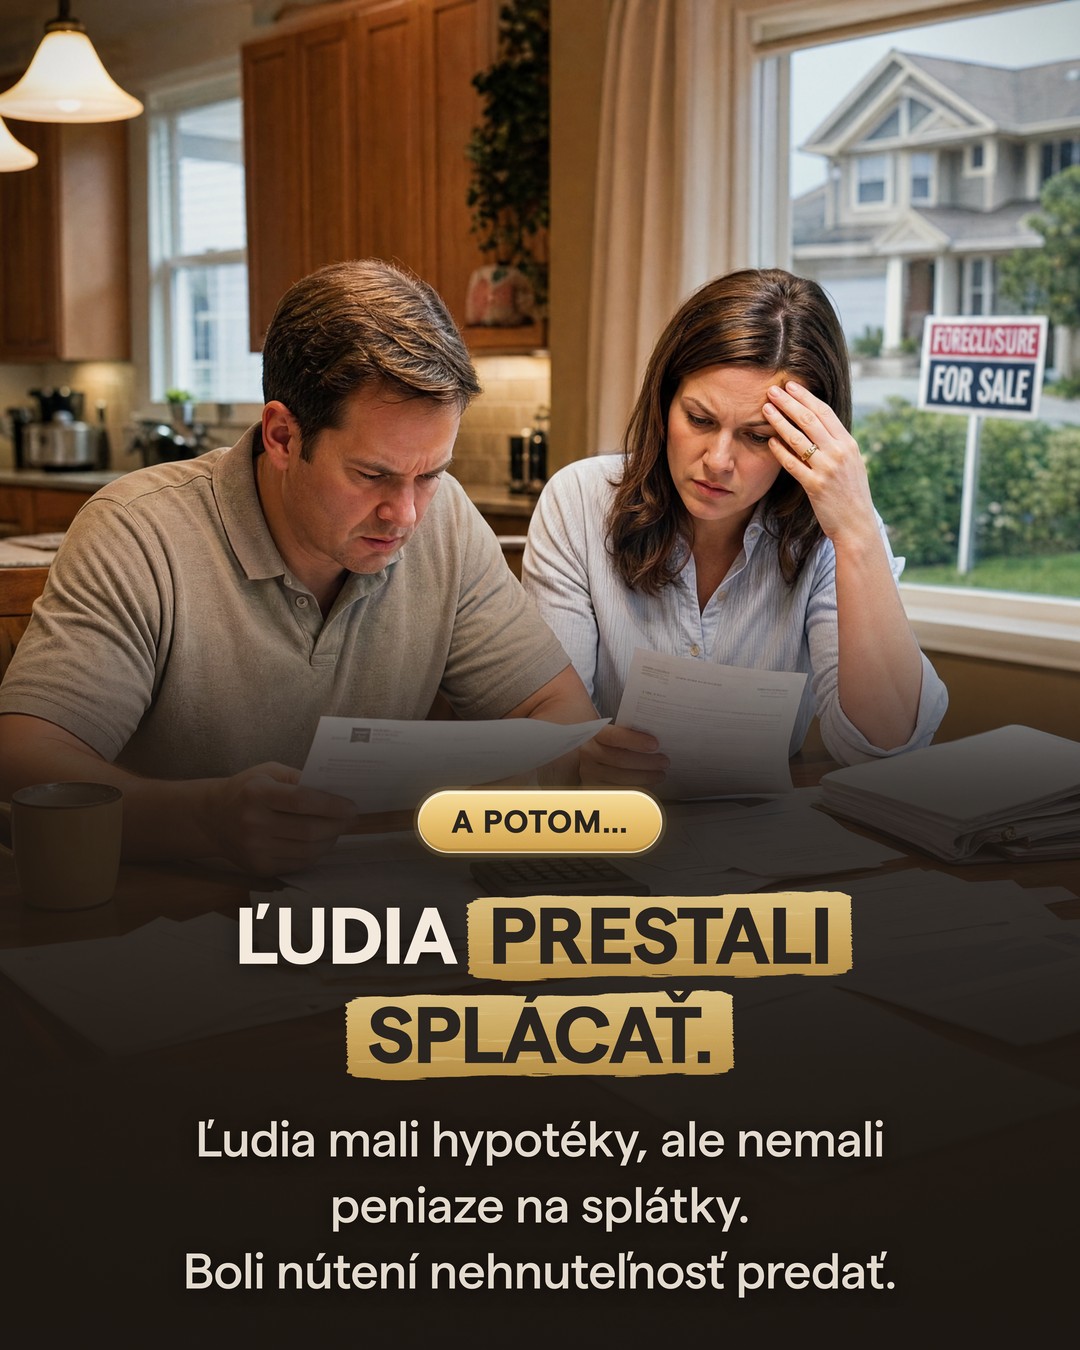 FORECLOSURE
FOR SALE
A POTOM...
ĽUDIA PRESTALI
SPLÁCAŤ.
Ľudia mali hypotéky, ale nemali
peniaze na splátky.
Boli nútení nehnuteľnosť predať.